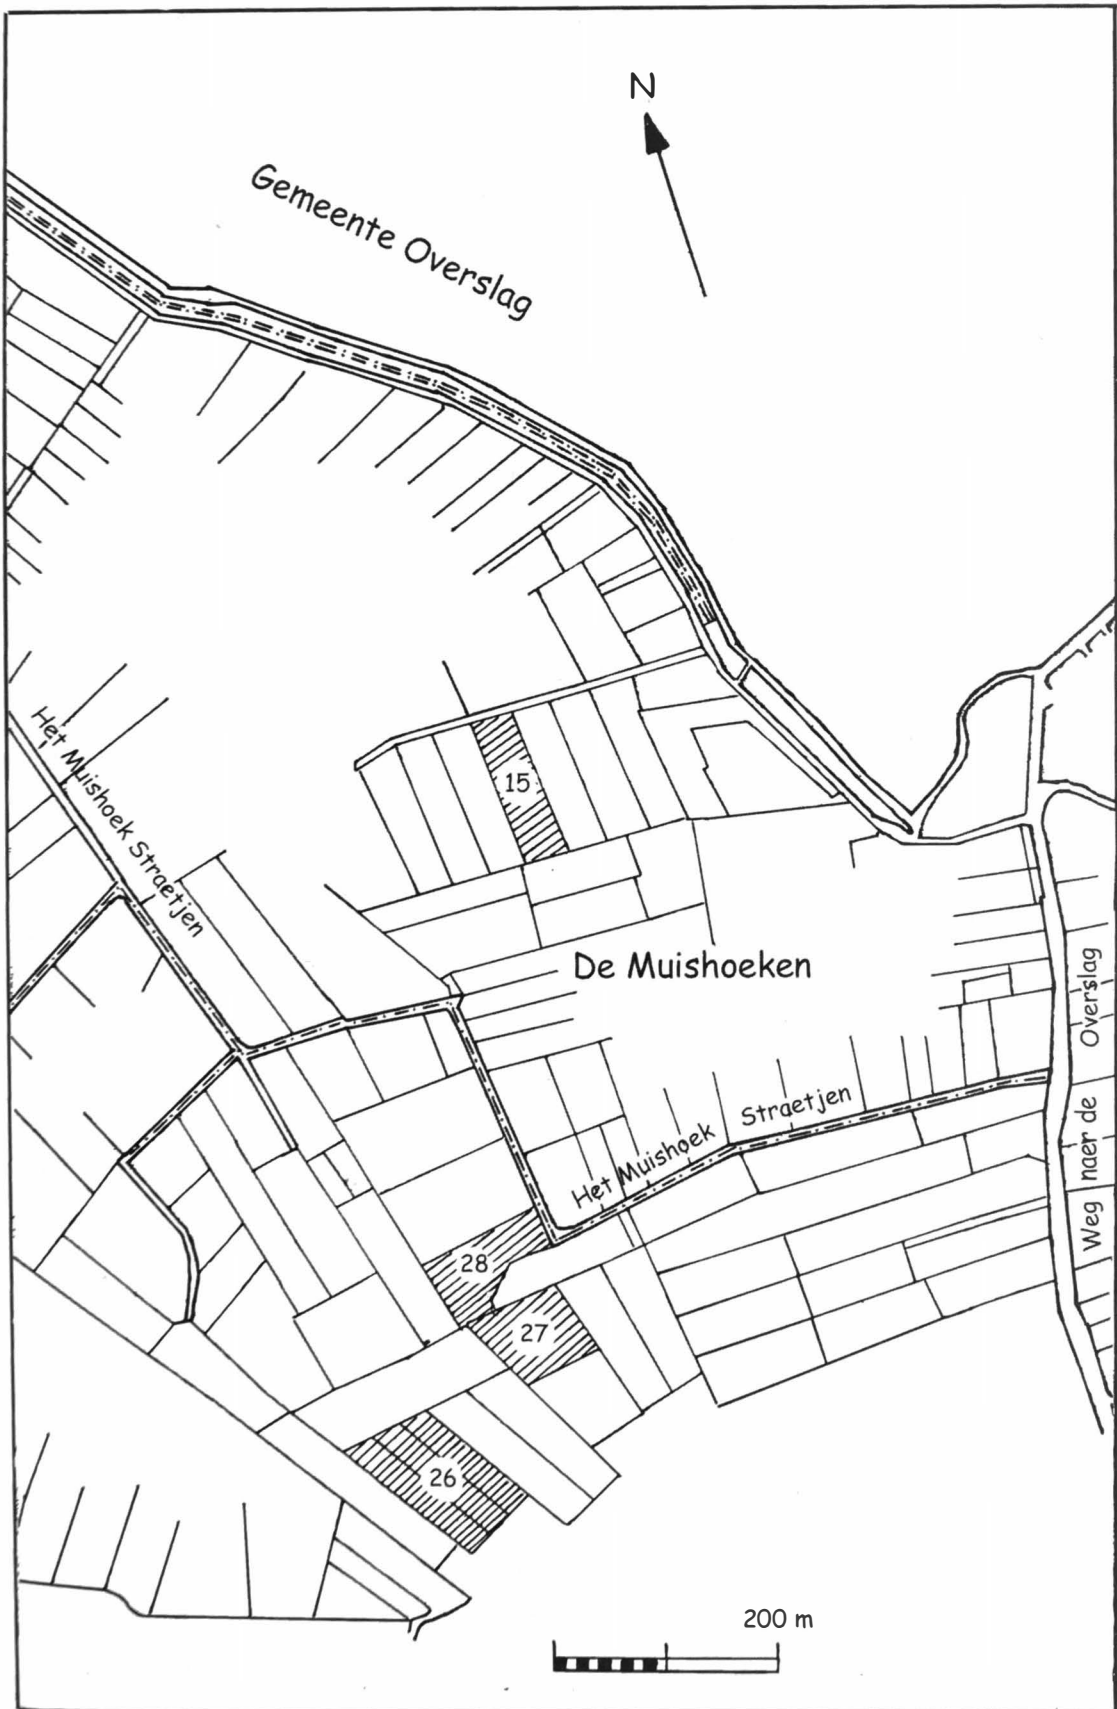 N
Gemeente Overslag
Het Muishoek Straetjen
15
De Muishoeken
Weg naer de Overslag
Het Muishoek Straetjen
28
27
26
200 m